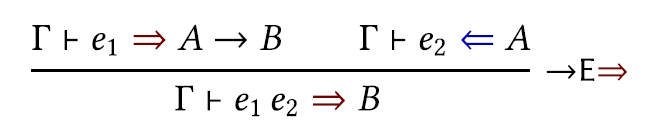 Γ ⊢ e₁ ⇒ A → B Γ ⊢ e₂ ⇐ A
→E⇒
Γ ⊢ e₁ e₂ ⇒ B